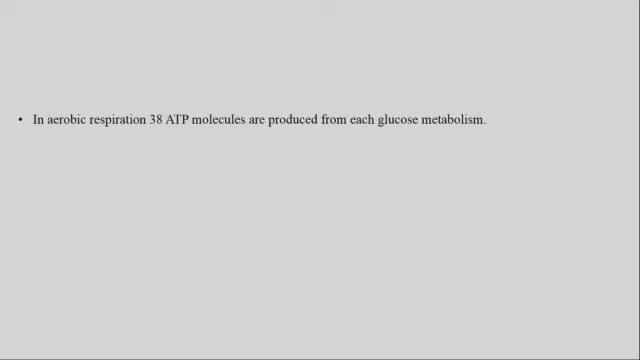 • In aerobic respiration 38 ATP molecules are produced from each glucose metabolism.